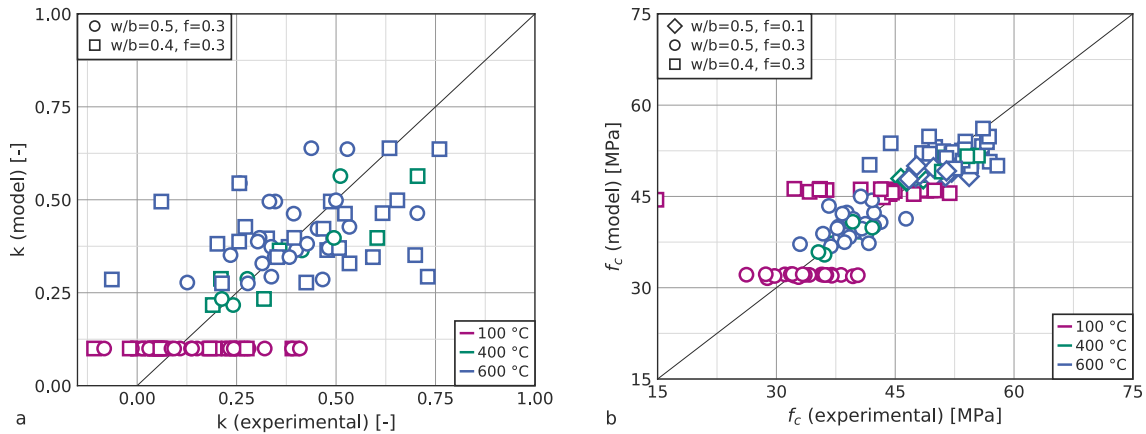 1.00
0.75
0.50
0.25
0.00
k (model) [-]
w/b=0.5, f=0.3
w/b=0.4, f=0.3
100 °C
400 °C
600 °C
0.00 0.25 0.50 0.75 1.00
k (experimental) [-]
a
75
60
45
30
15
f_c (model) [MPa]
w/b=0.5, f=0.1
w/b=0.5, f=0.3
w/b=0.4, f=0.3
100 °C
400 °C
600 °C
15 30 45 60 75
f_c (experimental) [MPa]
b